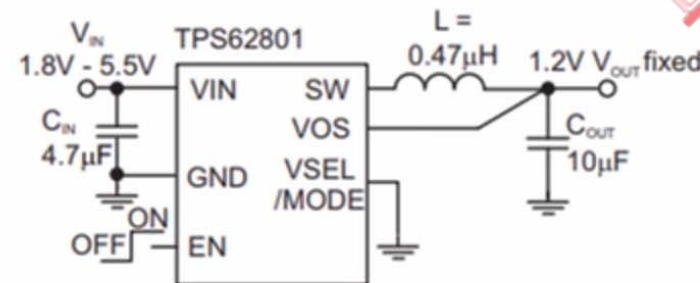 L =
V_IN TPS62801 0.47µH 1.2V V_OUT fixed
1.8V - 5.5V
VIN SW
C_IN VOS C_OUT
4.7µF VSEL 10µF
GND /MODE
ON
OFF EN